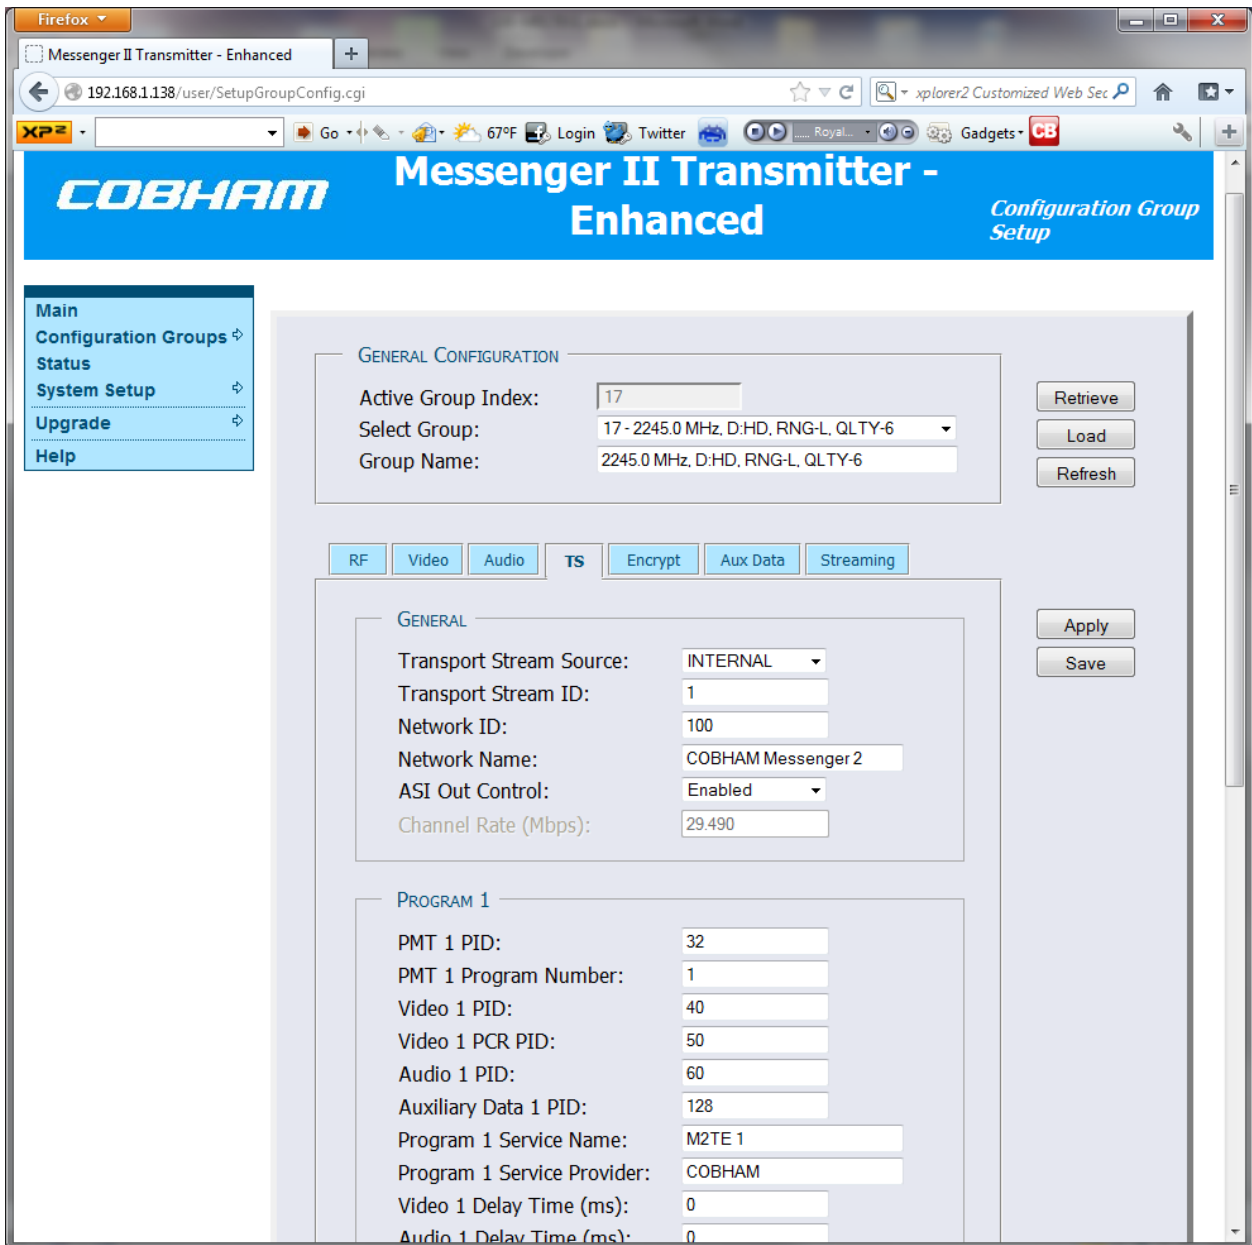 Firefox
Messenger II Transmitter - Enhanced
192.168.1.138/user/SetupGroupConfig.cgi
xplorer2 Customized Web Sec
XP2
Go
67°F
Login
Twitter
..... Royal...
Gadgets
CB
COBHAM
Messenger II Transmitter -
Enhanced
Configuration Group
Setup
Main
Configuration Groups
Status
System Setup
Upgrade
Help
GENERAL CONFIGURATION
Active Group Index: 17
Select Group: 17 - 2245.0 MHz, D:HD, RNG-L, QLTY-6
Group Name: 2245.0 MHz, D:HD, RNG-L, QLTY-6
Retrieve
Load
Refresh
RF Video Audio TS Encrypt Aux Data Streaming
GENERAL
Transport Stream Source: INTERNAL
Transport Stream ID: 1
Network ID: 100
Network Name: COBHAM Messenger 2
ASI Out Control: Enabled
Channel Rate (Mbps): 29.490
Apply
Save
PROGRAM 1
PMT 1 PID: 32
PMT 1 Program Number: 1
Video 1 PID: 40
Video 1 PCR PID: 50
Audio 1 PID: 60
Auxiliary Data 1 PID: 128
Program 1 Service Name: M2TE 1
Program 1 Service Provider: COBHAM
Video 1 Delay Time (ms): 0
Audio 1 Delay Time (ms): 0